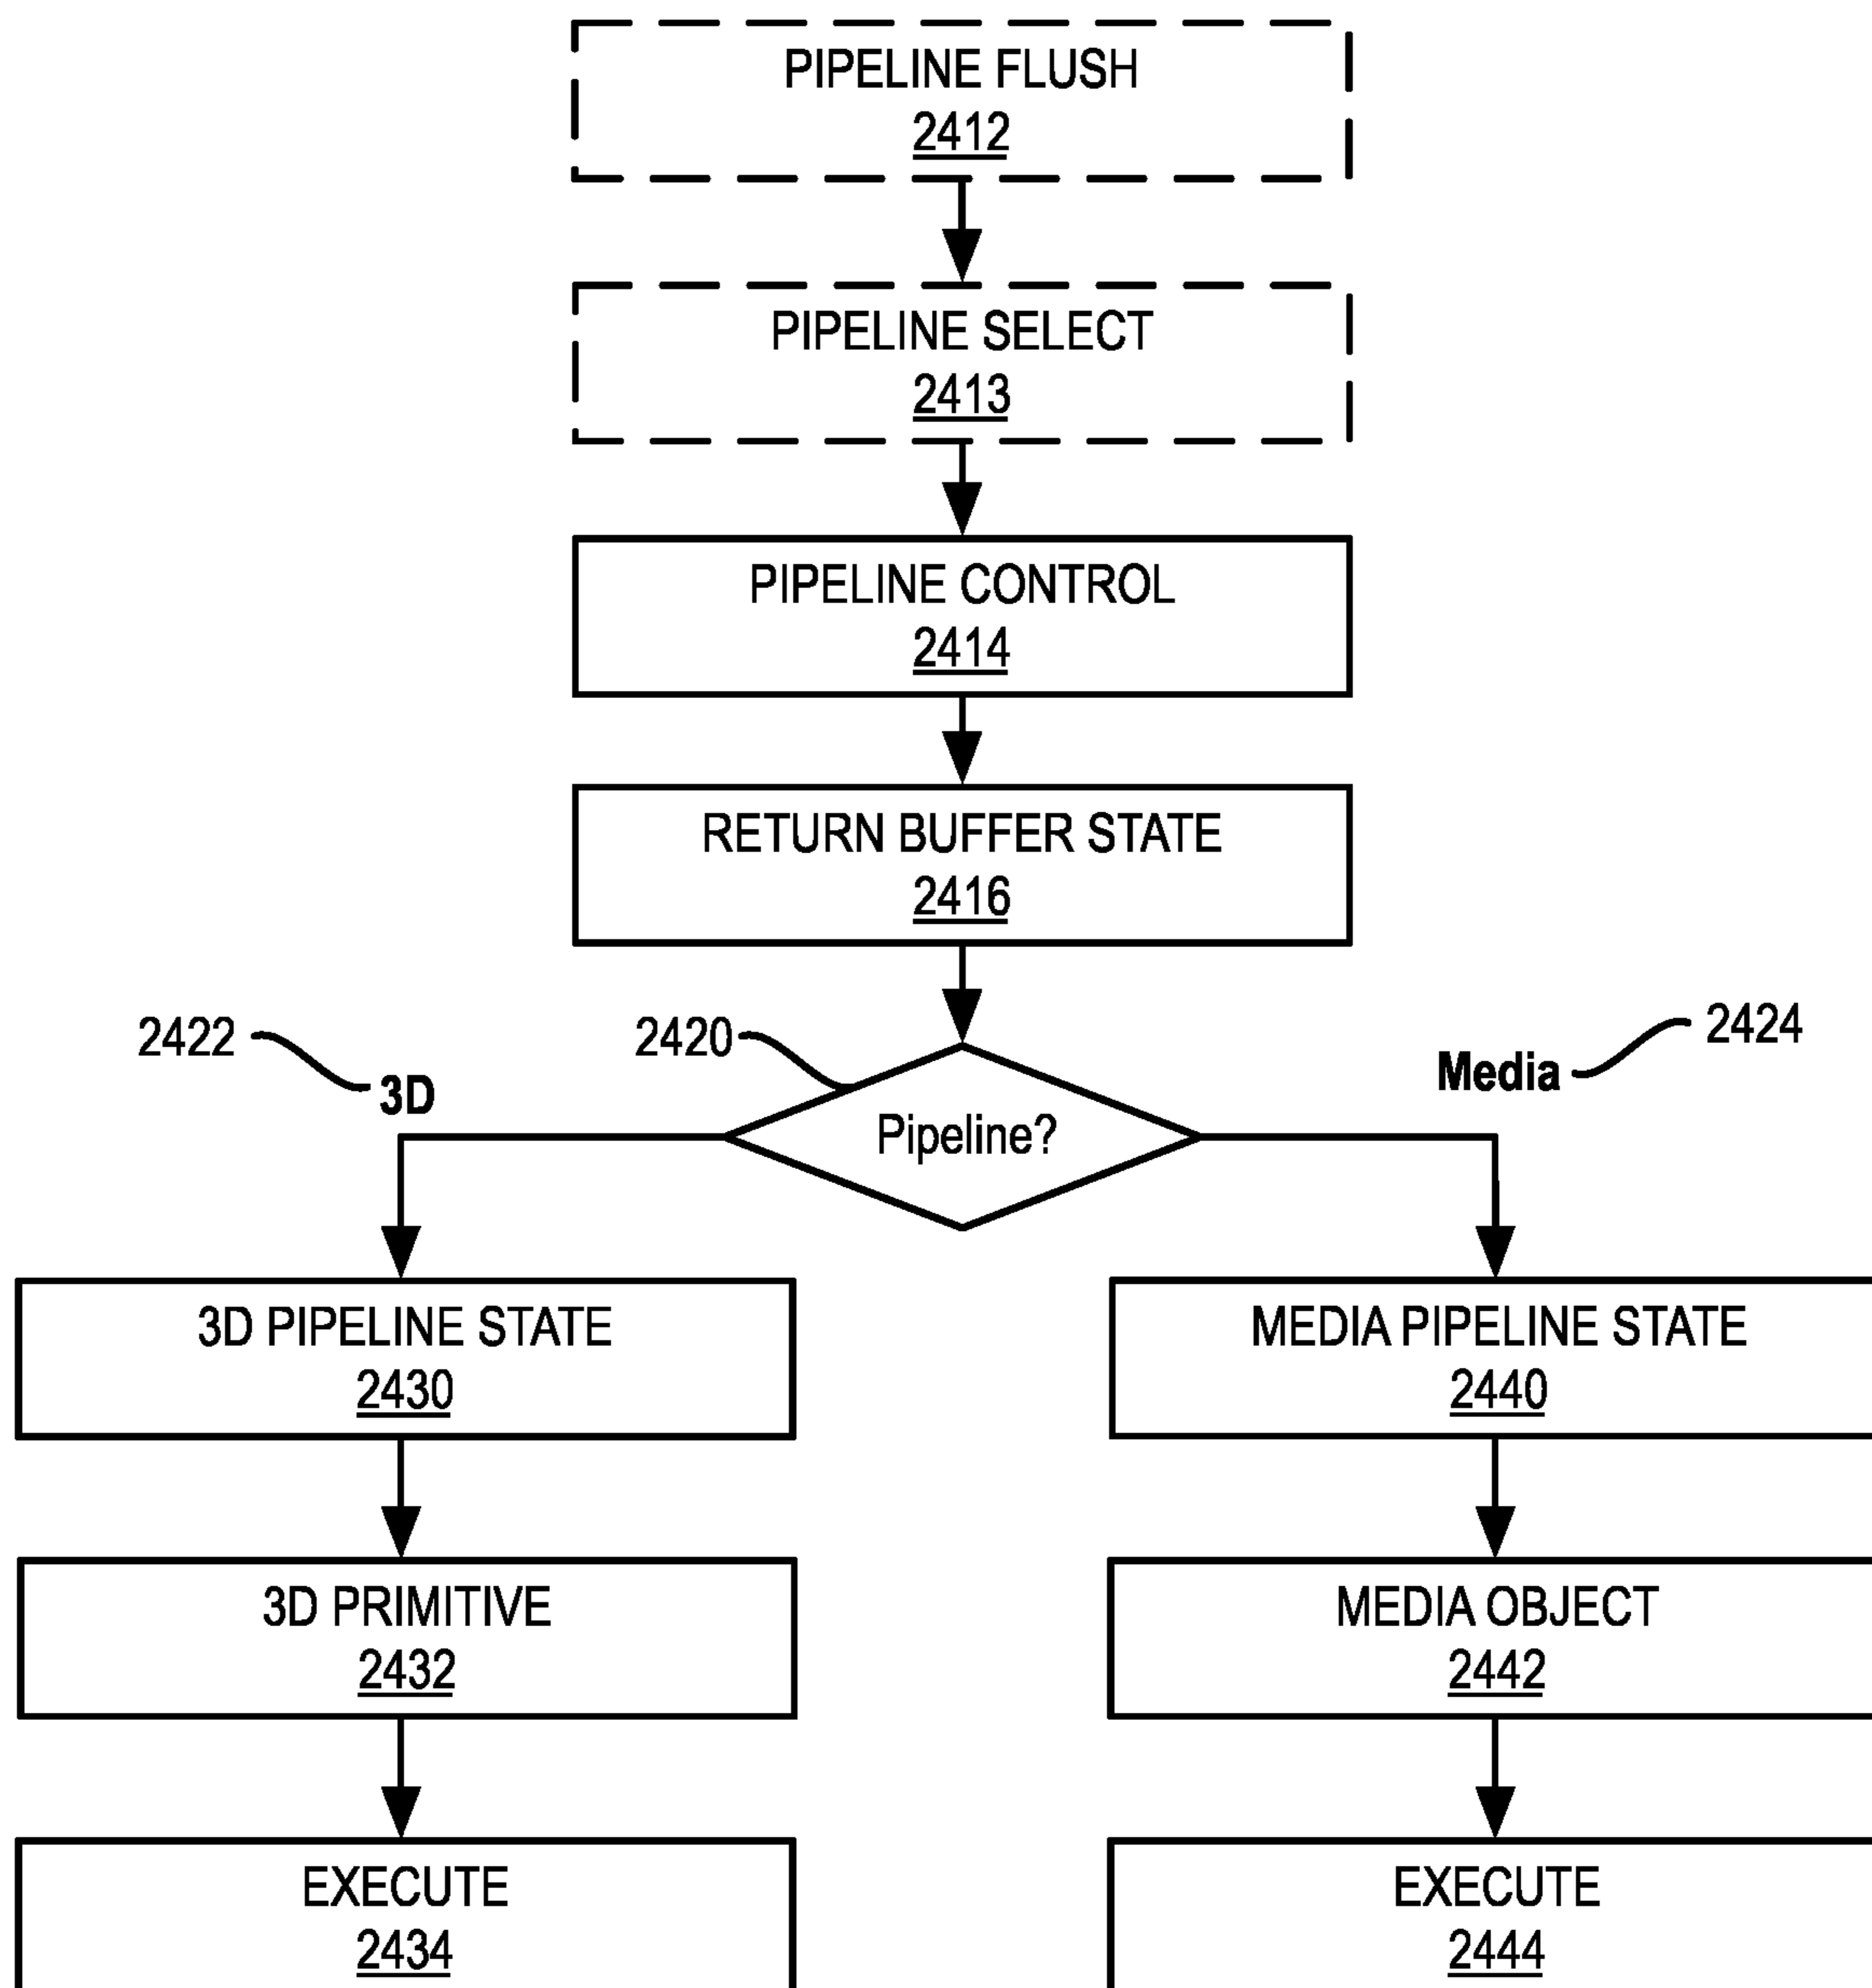 PIPELINE FLUSH
2412
PIPELINE SELECT
2413
PIPELINE CONTROL
2414
RETURN BUFFER STATE
2416
2422
2420
2424
3D
Media
Pipeline?
3D PIPELINE STATE
2430
MEDIA PIPELINE STATE
2440
3D PRIMITIVE
2432
MEDIA OBJECT
2442
EXECUTE
2434
EXECUTE
2444